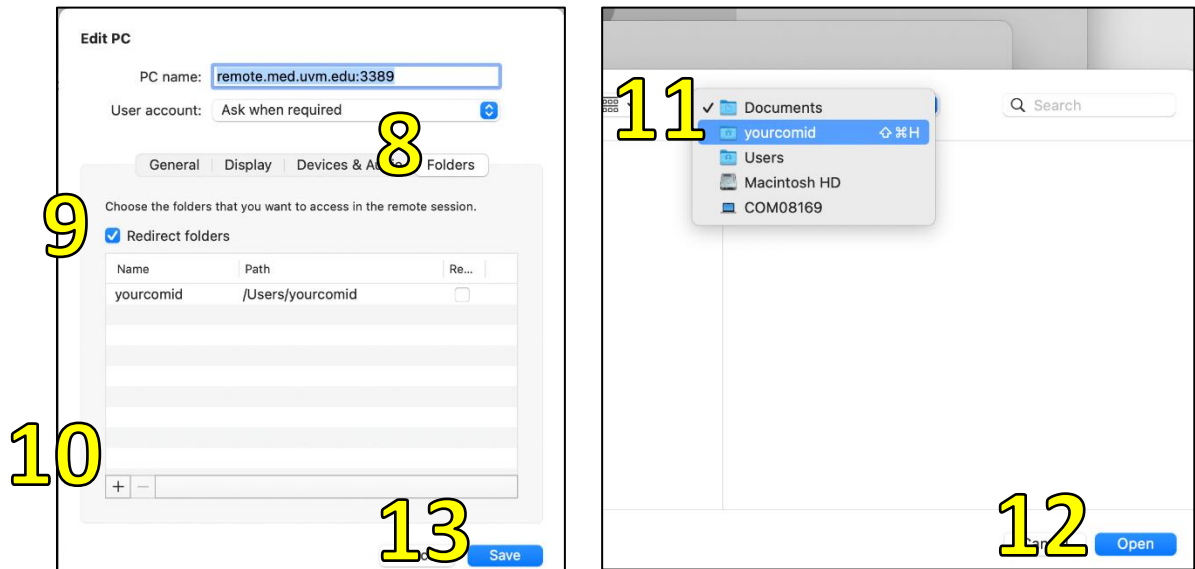 Edit PC
PC name: remote.med.uvm.edu:3389
User account: Ask when required
8
General Display Devices & Folders
Choose the folders that you want to access in the remote session.
9
Redirect folders
Name Path Re...
yourcomid /Users/yourcomid
10
+ −
13
Save
11
✓ Documents
yourcomid ⇧⌘H
Users
Macintosh HD
COM08169
Search
12
Open